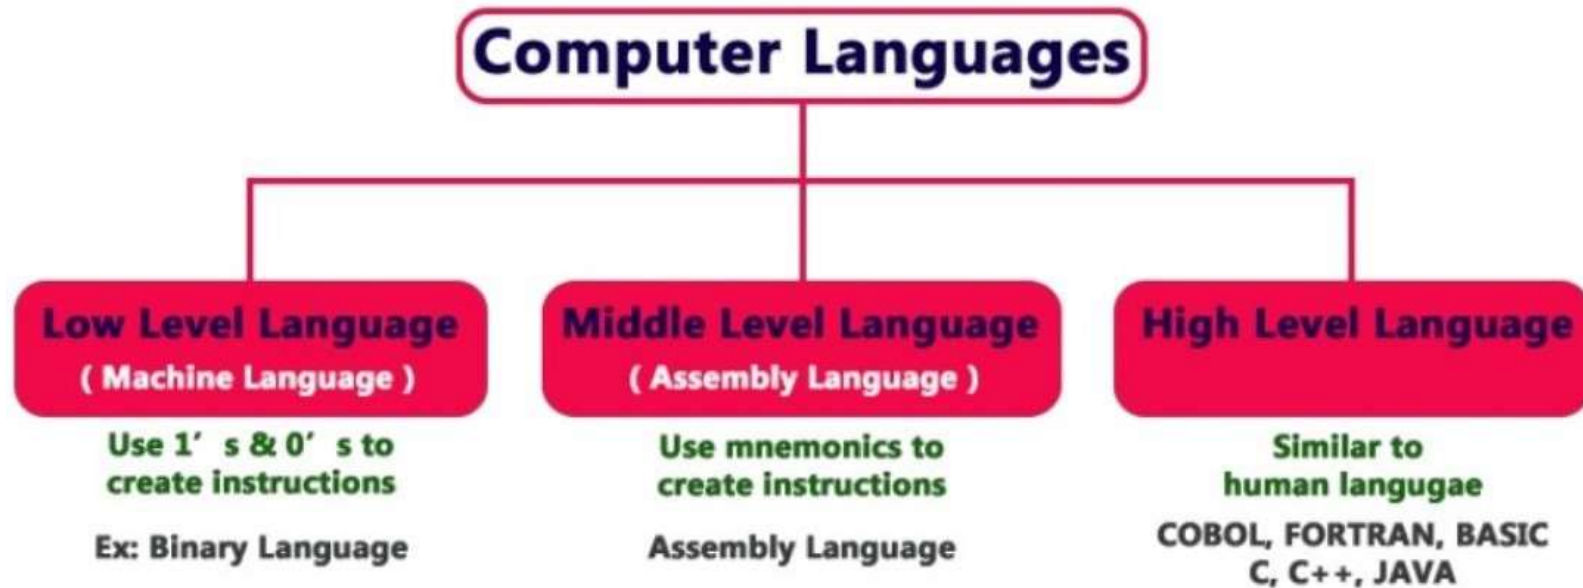 Computer Languages
Low Level Language
( Machine Language )
Use 1′ s & 0′ s to
create instructions
Ex: Binary Language
Middle Level Language
( Assembly Language )
Use mnemonics to
create instructions
Assembly Language
High Level Language
Similar to
human langugae
COBOL, FORTRAN, BASIC
C, C++, JAVA